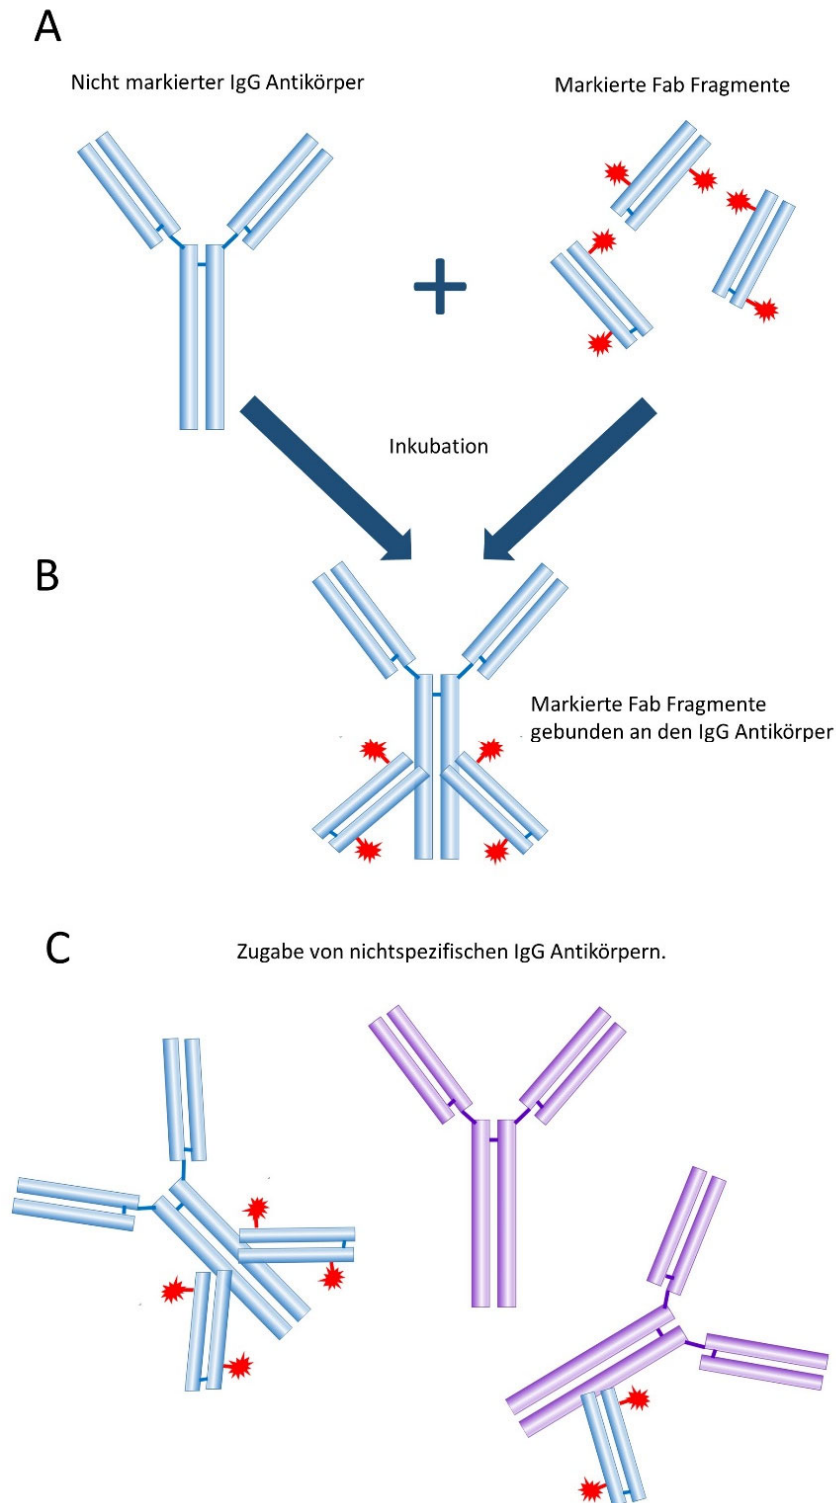 A
Nicht markierter IgG Antikörper
Markierte Fab Fragmente
Inkubation
B
Markierte Fab Fragmente
gebunden an den IgG Antikörper
C
Zugabe von nichtspezifischen IgG Antikörpern.